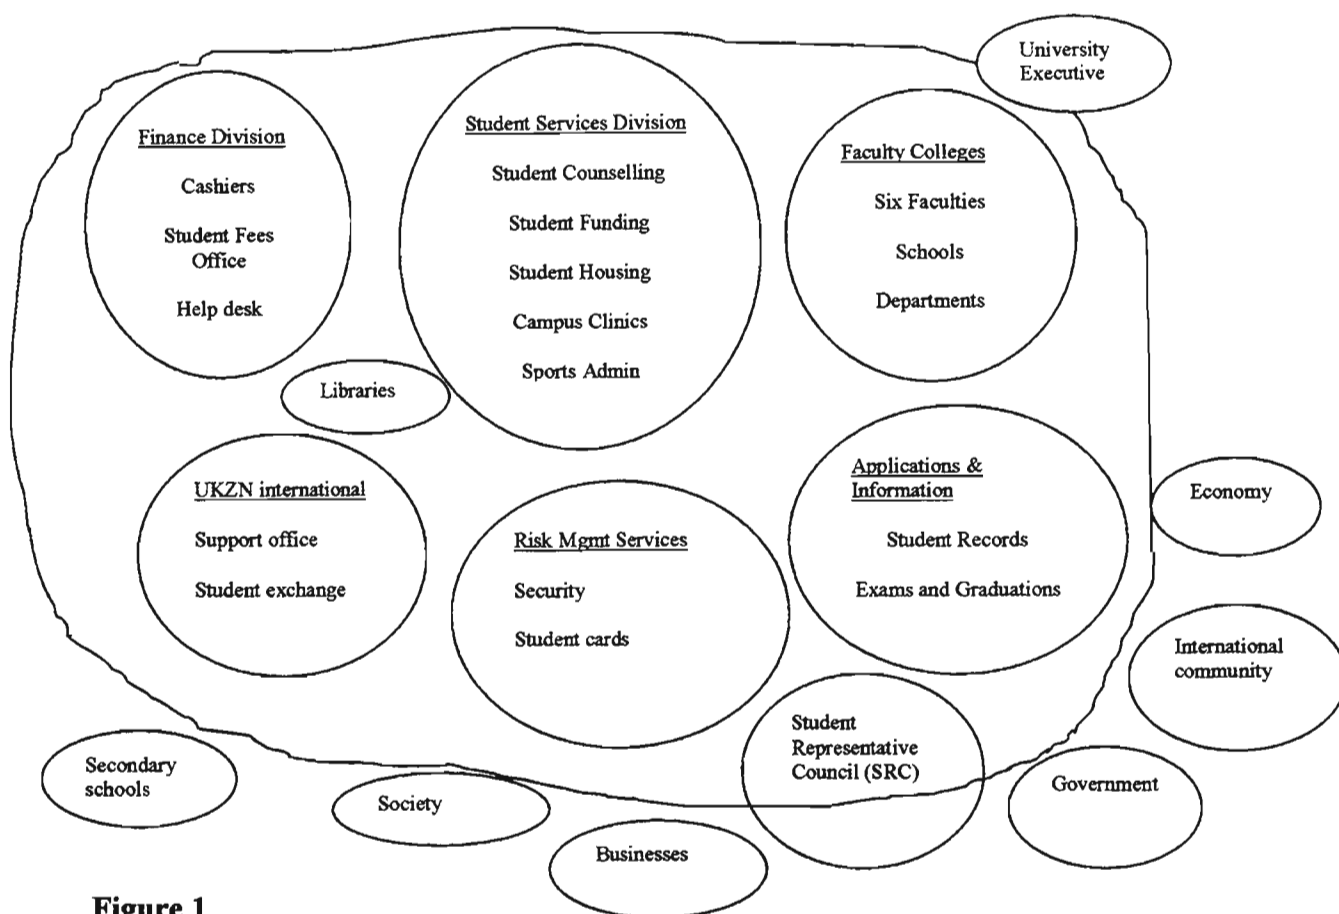 University
Executive
Finance Division
Cashiers
Student Fees
Office
Help desk
Student Services Division
Student Counselling
Student Funding
Student Housing
Campus Clinics
Sports Admin
Faculty Colleges
Six Faculties
Schools
Departments
Libraries
UKZN international
Support office
Student exchange
Risk Mgmt Services
Security
Student cards
Applications &
Information
Student Records
Exams and Graduations
Economy
International
community
Student
Representative
Council (SRC)
Government
Secondary
schools
Society
Businesses
Figure 1